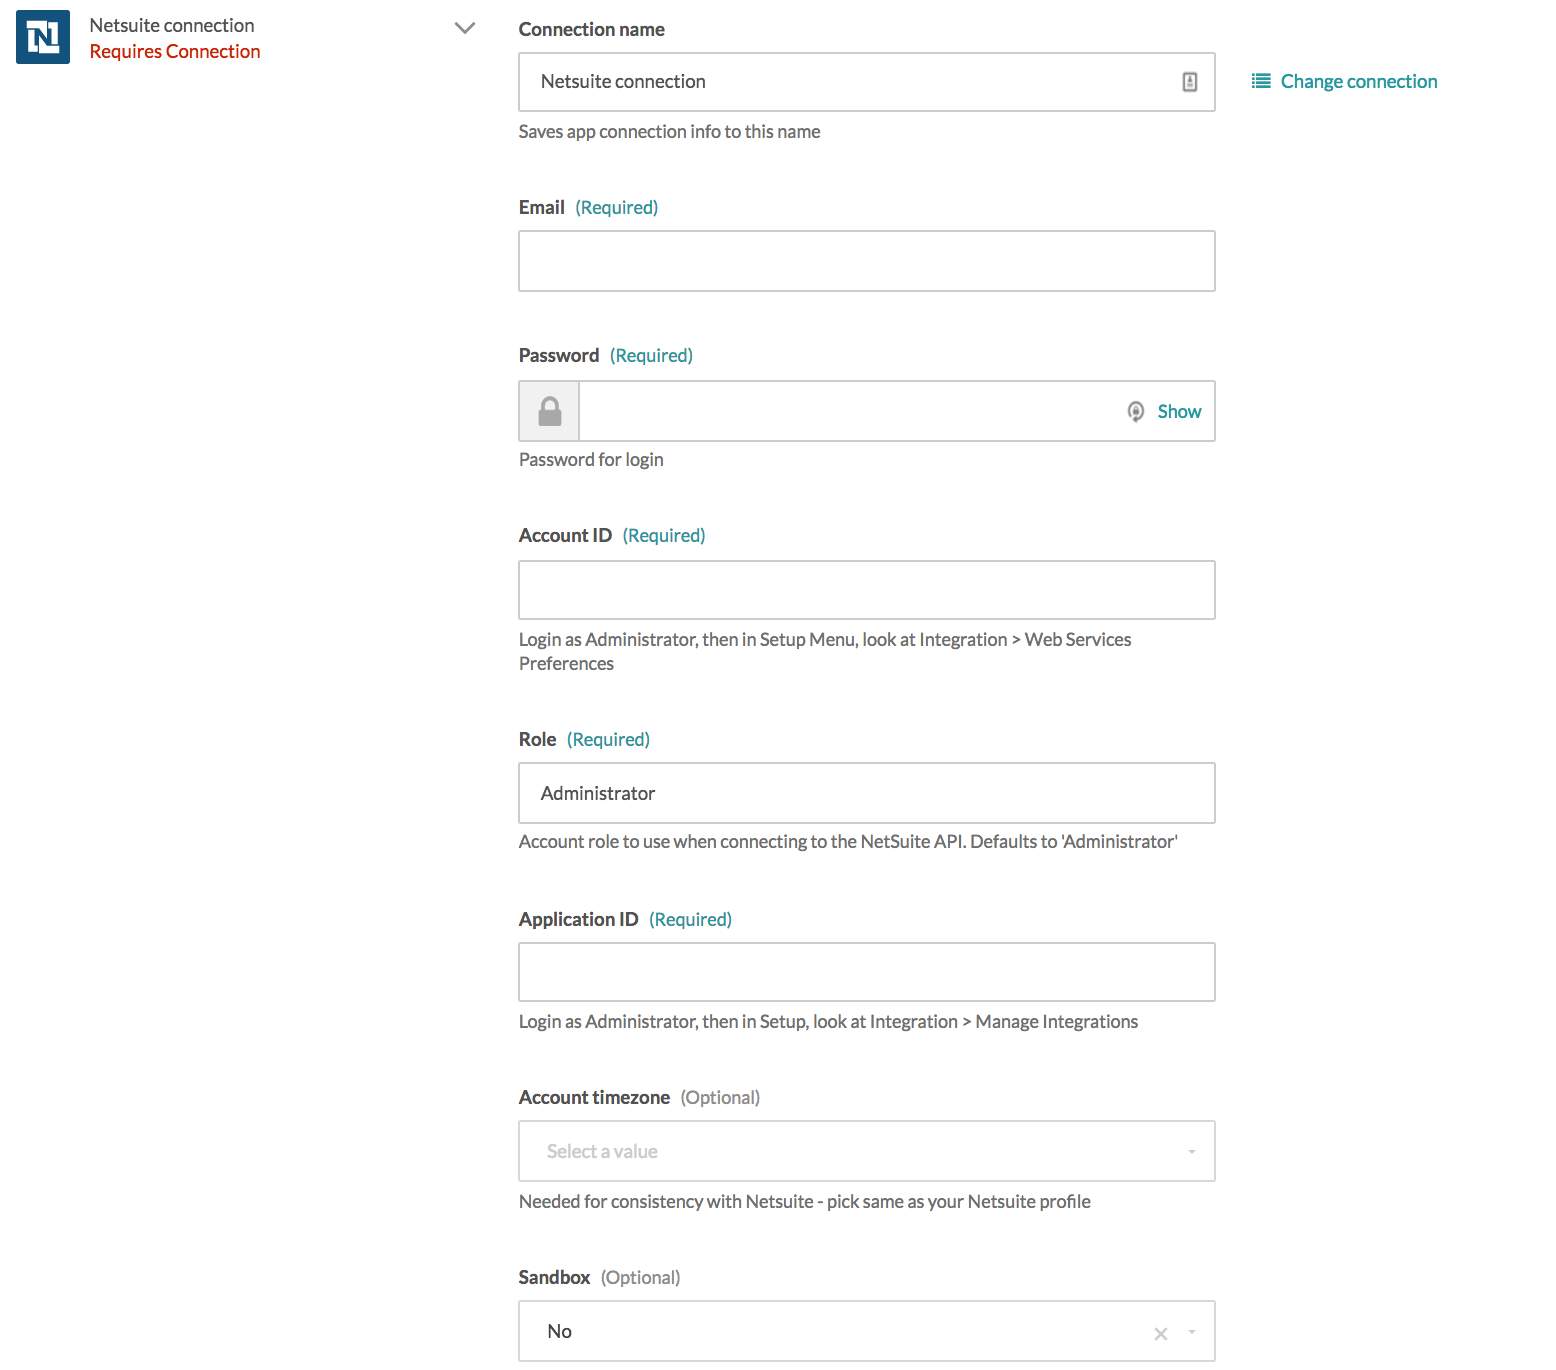 Netsuite connection
Requires Connection
Connection name
Netsuite connection
Change connection
Saves app connection info to this name
Email (Required)
Password (Required)
Show
Password for login
Account ID (Required)
Login as Administrator, then in Setup Menu, look at Integration > Web Services
Preferences
Role (Required)
Administrator
Account role to use when connecting to the NetSuite API. Defaults to 'Administrator'
Application ID (Required)
Login as Administrator, then in Setup, look at Integration > Manage Integrations
Account timezone (Optional)
Select a value
Needed for consistency with Netsuite - pick same as your Netsuite profile
Sandbox (Optional)
No